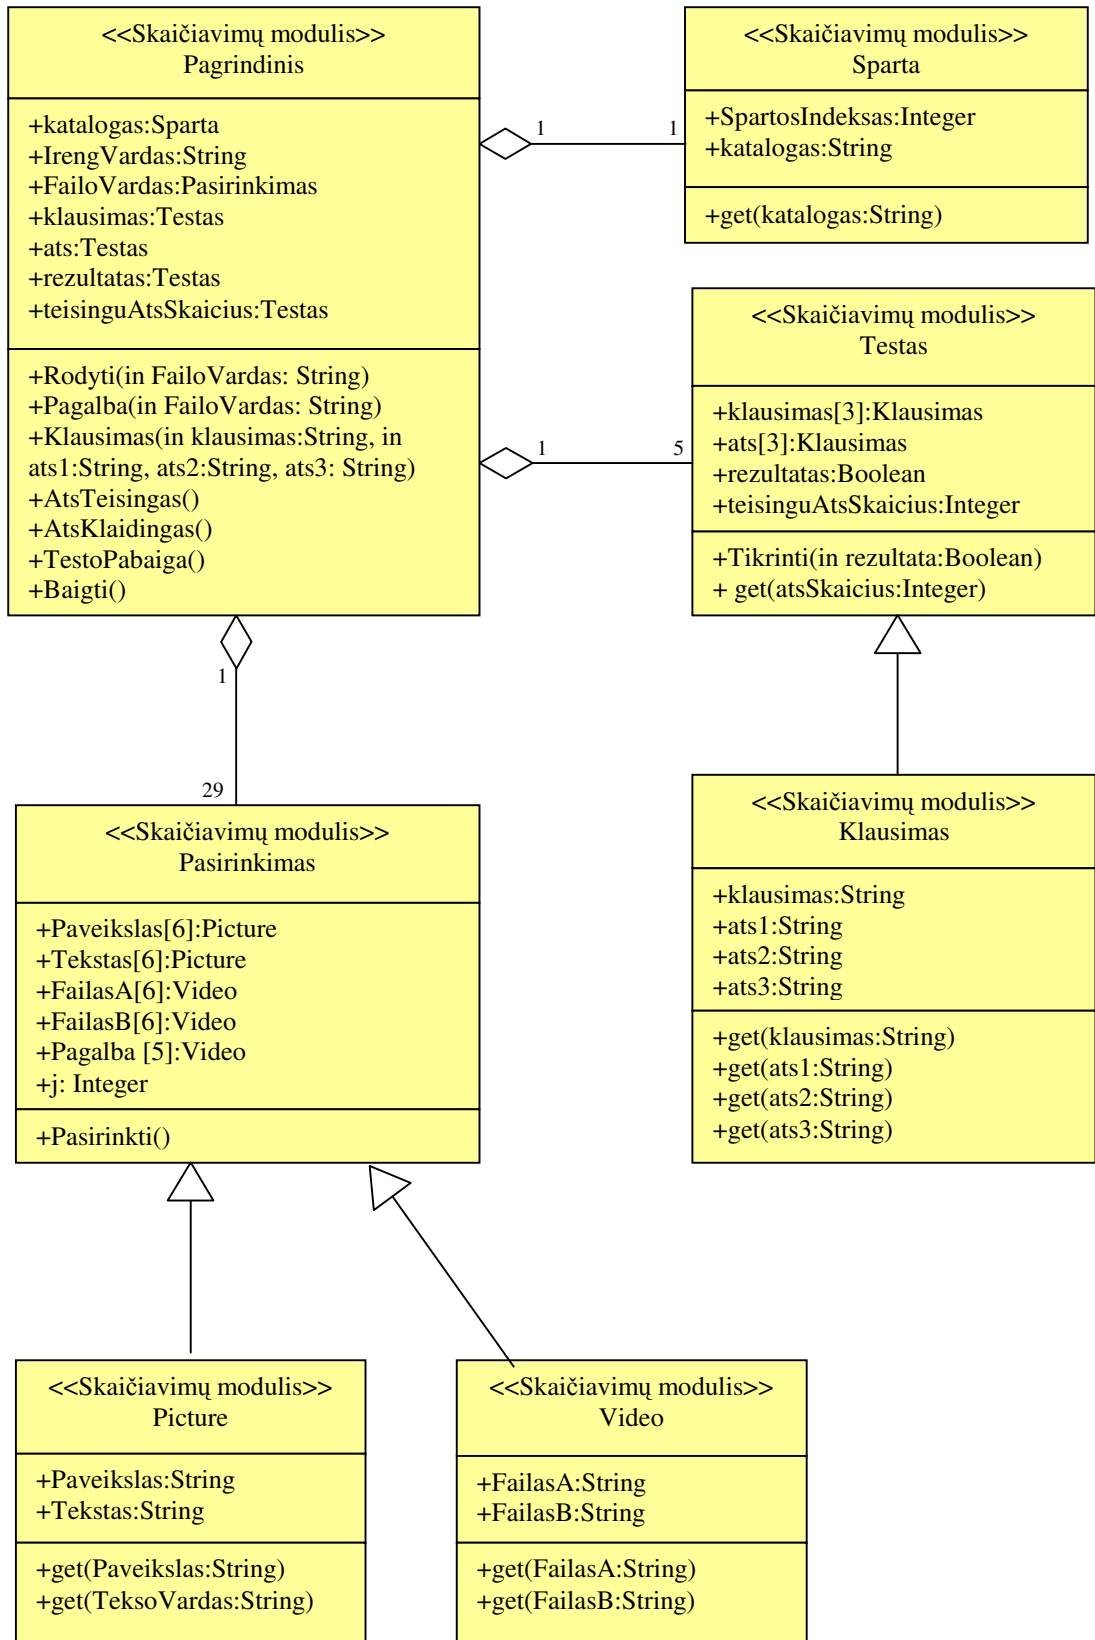 <<Skaičiavimų modulis>>
Pagrindinis
+katalogas:Sparta
+IrengVardas:String
+FailoVardas:Pasirinkimas
+klausimas:Testas
+ats:Testas
+rezultatas:Testas
+teisinguAtsSkaicius:Testas
+Rodyti(in FailoVardas: String)
+Pagalba(in FailoVardas: String)
+Klausimas(in klausimas:String, in
ats1:String, ats2:String, ats3: String)
+AtsTeisingas()
+AtsKlaidingas()
+TestoPabaiga()
+Baigti()
1
1
<<Skaičiavimų modulis>>
Sparta
+SpartosIndeksas:Integer
+katalogas:String
+get(katalogas:String)
1
5
<<Skaičiavimų modulis>>
Testas
+klausimas[3]:Klausimas
+ats[3]:Klausimas
+rezultatas:Boolean
+teisinguAtsSkaicius:Integer
+Tikrinti(in rezultata:Boolean)
+ get(atsSkaicius:Integer)
1
29
<<Skaičiavimų modulis>>
Pasirinkimas
+Paveikslas[6]:Picture
+Tekstas[6]:Picture
+FailasA[6]:Video
+FailasB[6]:Video
+Pagalba [5]:Video
+j: Integer
+Pasirinkti()
<<Skaičiavimų modulis>>
Klausimas
+klausimas:String
+ats1:String
+ats2:String
+ats3:String
+get(klausimas:String)
+get(ats1:String)
+get(ats2:String)
+get(ats3:String)
<<Skaičiavimų modulis>>
Picture
+Paveikslas:String
+Tekstas:String
+get(Paveikslas:String)
+get(TeksoVardas:String)
<<Skaičiavimų modulis>>
Video
+FailasA:String
+FailasB:String
+get(FailasA:String)
+get(FailasB:String)